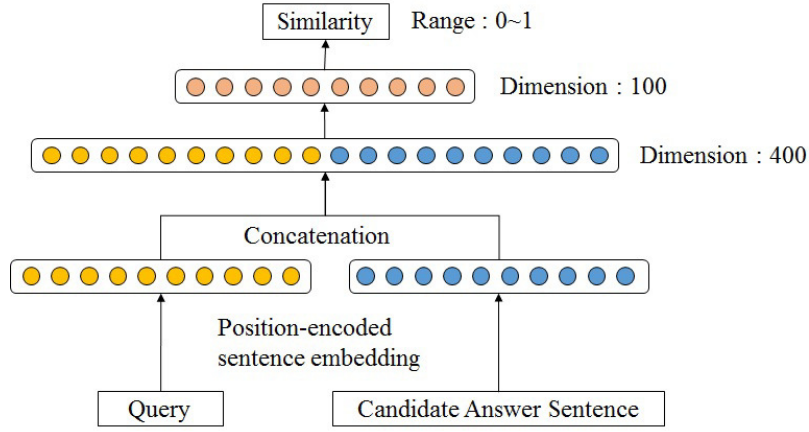 Similarity
Range : 0~1
Dimension : 100
Dimension : 400
Concatenation
Position-encoded
sentence embedding
Query
Candidate Answer Sentence